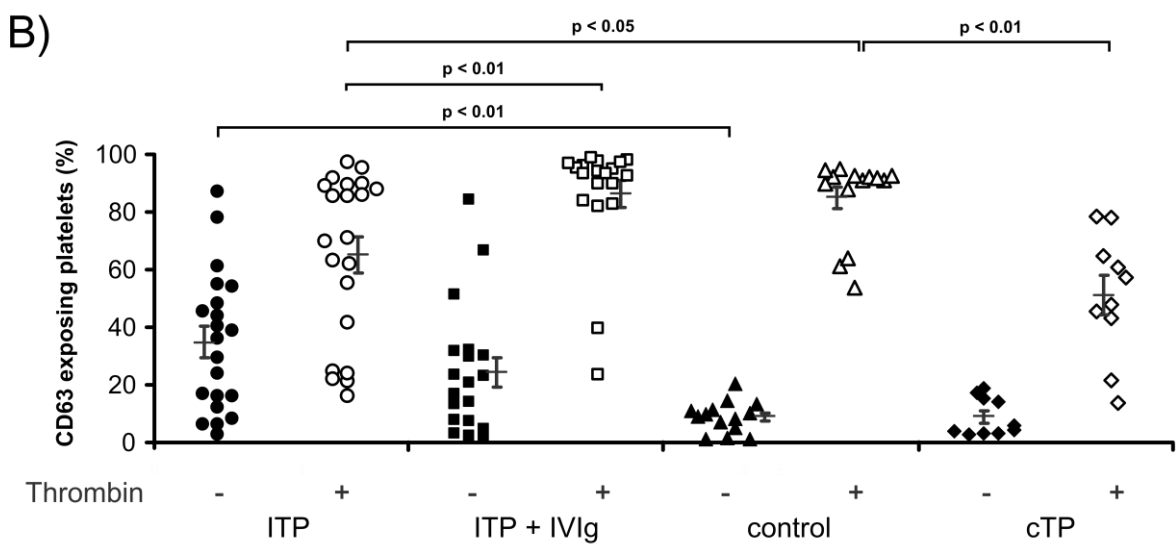 B)
p < 0.05
p < 0.01
p < 0.01
p < 0.01
CD63 exposing platelets (%)
100
80
60
40
20
0
Thrombin - + - + - + - +
ITP ITP + IVIg control cTP